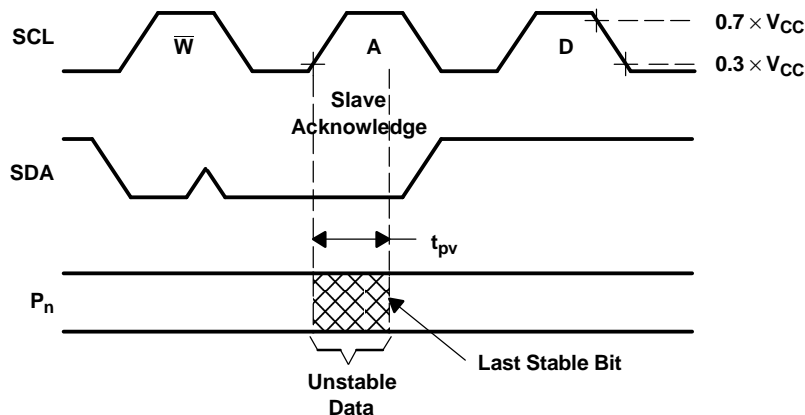 SCL
W̅
A
D
0.7 × VCC
0.3 × VCC
Slave
Acknowledge
SDA
tpv
Pn
Last Stable Bit
Unstable
Data